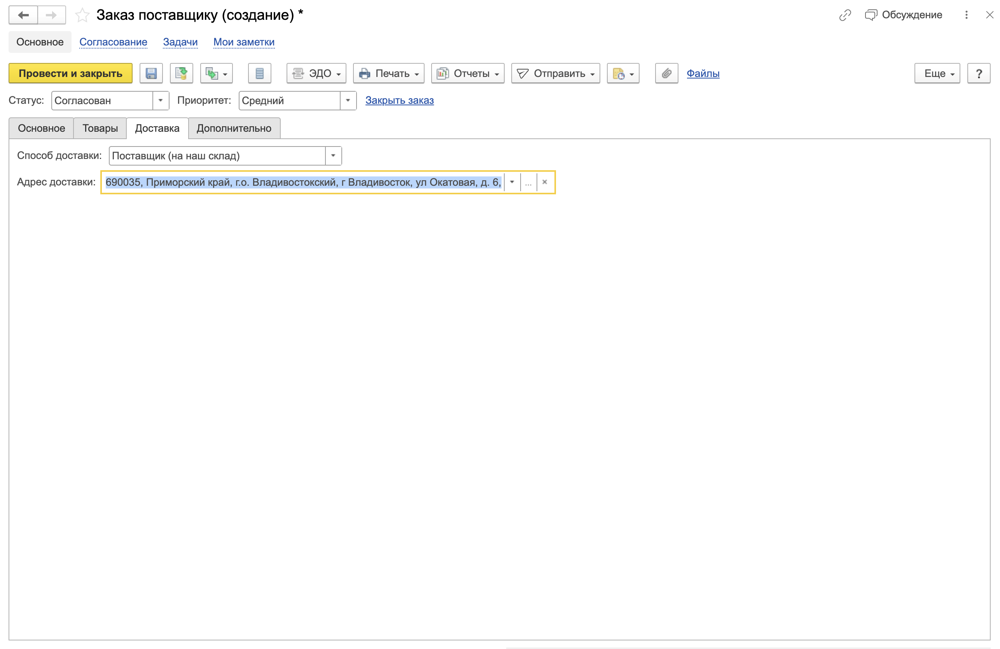 Заказ поставщику (создание) * Обсуждение
Основное Согласование Задачи Мои заметки
Провести и закрыть ЭДО Печать Отчеты Отправить Файлы Еще ?
Статус: Согласован Приоритет: Средний Закрыть заказ
Основное Товары Доставка Дополнительно
Способ доставки: Поставщик (на наш склад)
Адрес доставки: 690035, Приморский край, г.о. Владивостокский, г Владивосток, ул Окатовая, д. 6, ...